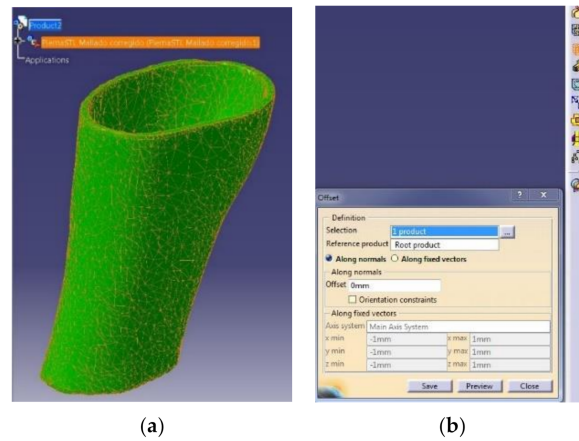 Product2
PiernaSTL Mallado corregido (PiernaSTL Mallado corregido.1)
Applications
(a)
Offset
Definition
Selection 1 product ...
Reference product Root product
Along normals Along fixed vectors
Along normals
Offset 0mm
Orientation constraints
Along fixed vectors
Axis system Main Axis System
x min -1mm x max 1mm
y min -1mm y max 1mm
z min -1mm z max 1mm
Save Preview Close
(b)